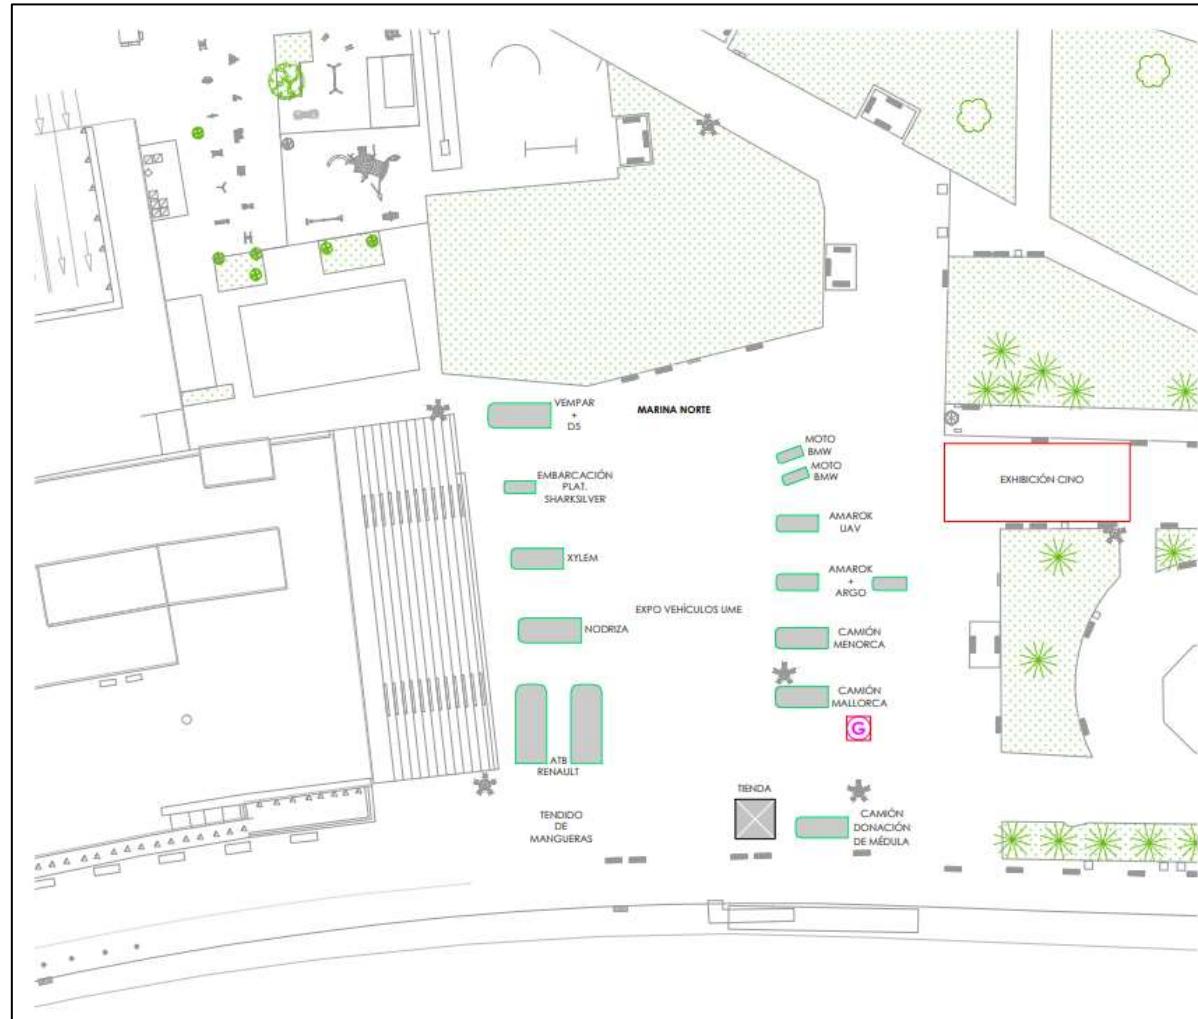 VEMPAR
+
DS
MARINA NORTE
MOTO
BMW
MOTO
BMW
EMBARCACIÓN
PLAT.
SHARKSILVER
EXHIBICIÓN CINO
AMAROK
UAV
XYLEM
AMAROK
+
ARGO
EXPO VEHÍCULOS UME
NODRIZA
CAMIÓN
MENORCA
CAMIÓN
MALLORCA
G
ATB
RENAULT
TIENDA
TENDIDO
DE
MANGUERAS
CAMIÓN
DONACIÓN
DE MÉDULA